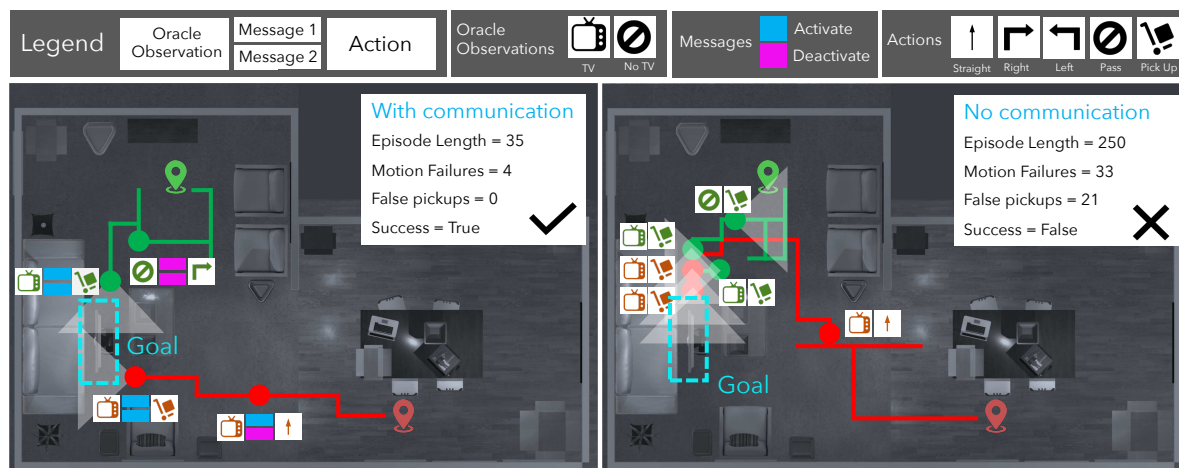 Legend
Oracle
Observation
Message 1
Message 2
Action
Oracle
Observations
TV
No TV
Messages
Activate
Deactivate
Actions
Straight
Right
Left
Pass
Pick Up
With communication
Episode Length = 35
Motion Failures = 4
False pickups = 0
Success = True
Goal
No communication
Episode Length = 250
Motion Failures = 33
False pickups = 21
Success = False
Goal